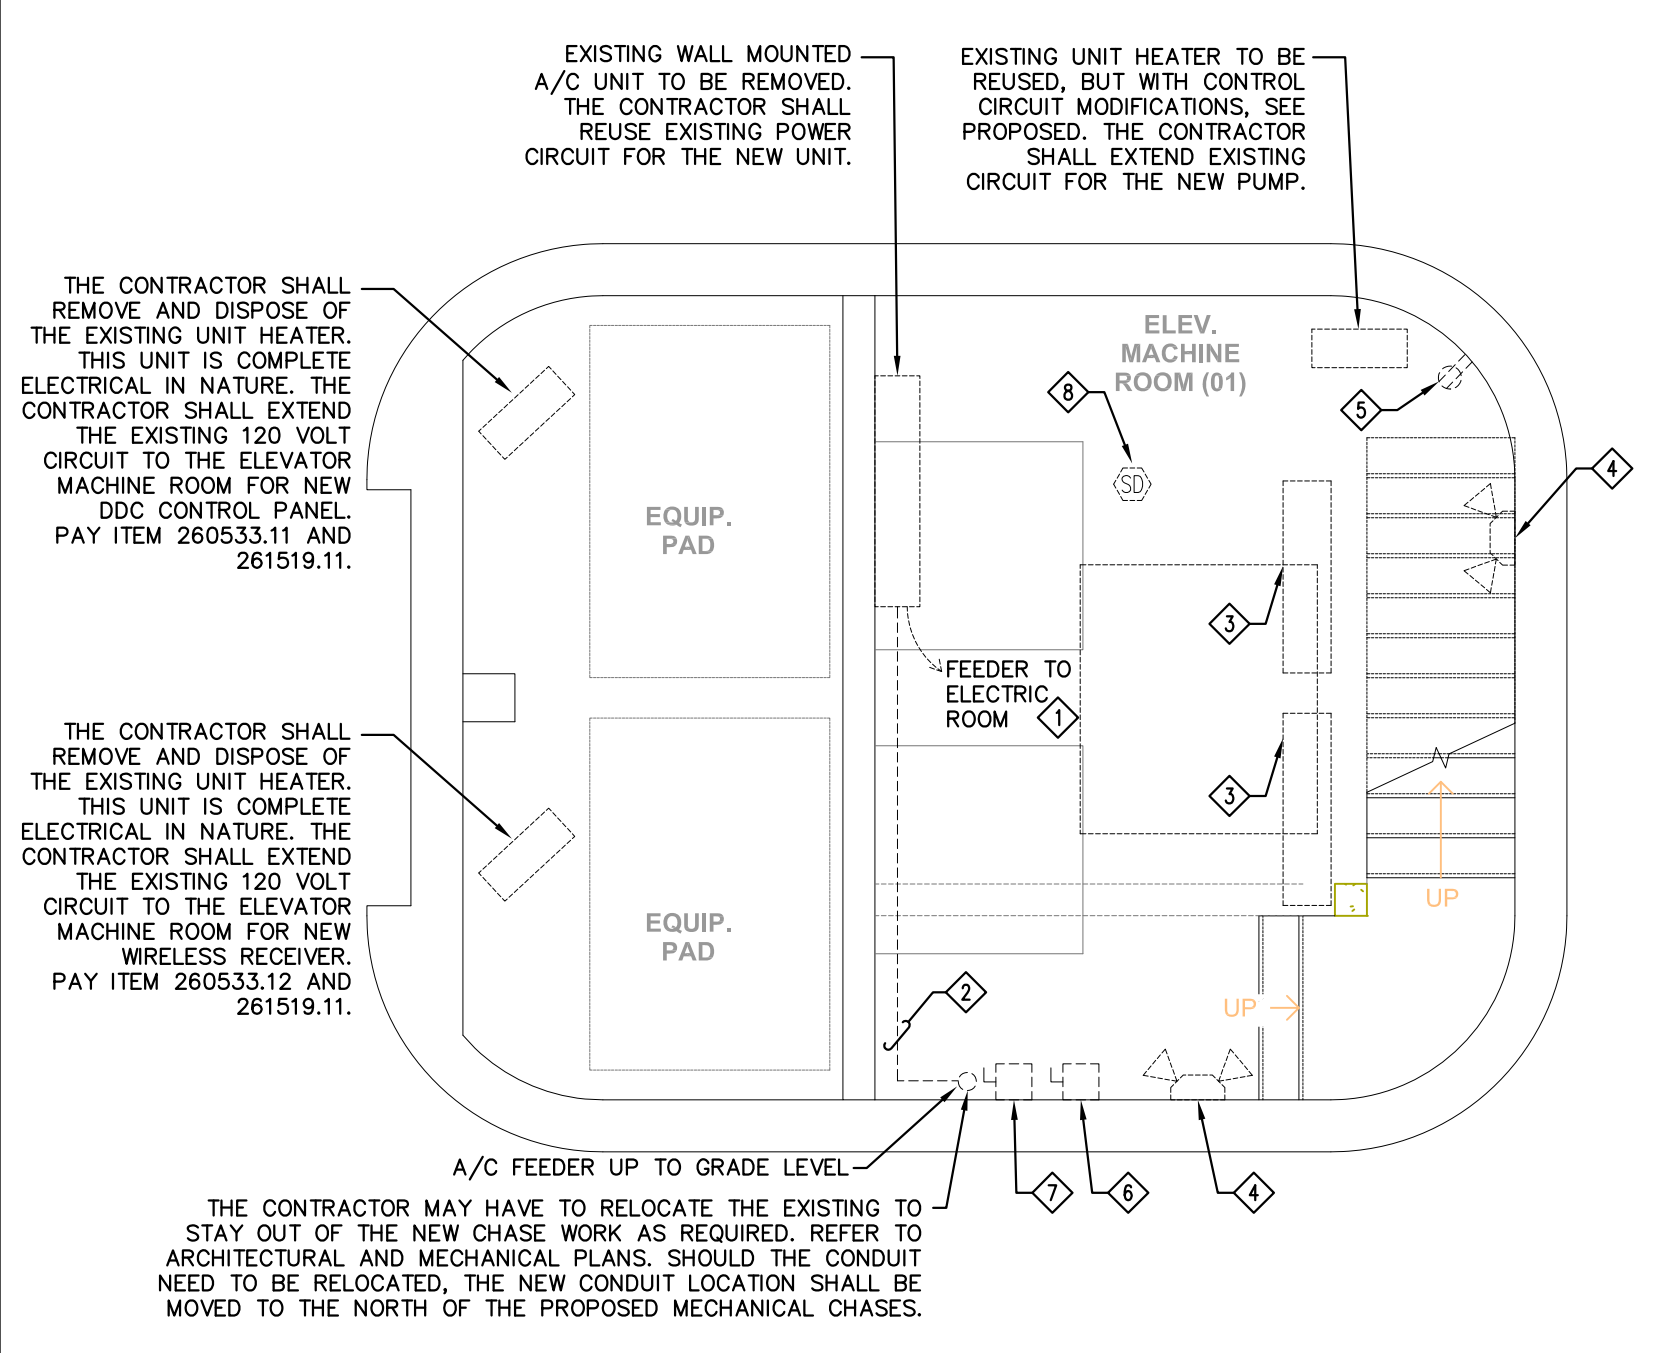 EXISTING WALL MOUNTED
A/C UNIT TO BE REMOVED.
THE CONTRACTOR SHALL
REUSE EXISTING POWER
CIRCUIT FOR THE NEW UNIT.
EXISTING UNIT HEATER TO BE
REUSED, BUT WITH CONTROL
CIRCUIT MODIFICATIONS, SEE
PROPOSED. THE CONTRACTOR
SHALL EXTEND EXISTING
CIRCUIT FOR THE NEW PUMP.
THE CONTRACTOR SHALL
REMOVE AND DISPOSE OF
THE EXISTING UNIT HEATER.
THIS UNIT IS COMPLETE
ELECTRICAL IN NATURE. THE
CONTRACTOR SHALL EXTEND
THE EXISTING 120 VOLT
CIRCUIT TO THE ELEVATOR
MACHINE ROOM FOR NEW
DDC CONTROL PANEL.
PAY ITEM 260533.11 AND
261519.11.
ELEV.
MACHINE
ROOM (01)
8
5
4
SD
EQUIP.
PAD
3
FEEDER TO
ELECTRIC
ROOM
1
3
THE CONTRACTOR SHALL
REMOVE AND DISPOSE OF
THE EXISTING UNIT HEATER.
THIS UNIT IS COMPLETE
ELECTRICAL IN NATURE. THE
CONTRACTOR SHALL EXTEND
THE EXISTING 120 VOLT
CIRCUIT TO THE ELEVATOR
MACHINE ROOM FOR NEW
WIRELESS RECEIVER.
PAY ITEM 260533.12 AND
261519.11.
EQUIP.
PAD
UP
2
UP
A/C FEEDER UP TO GRADE LEVEL
7
6
4
THE CONTRACTOR MAY HAVE TO RELOCATE THE EXISTING TO
STAY OUT OF THE NEW CHASE WORK AS REQUIRED. REFER TO
ARCHITECTURAL AND MECHANICAL PLANS. SHOULD THE CONDUIT
NEED TO BE RELOCATED, THE NEW CONDUIT LOCATION SHALL BE
MOVED TO THE NORTH OF THE PROPOSED MECHANICAL CHASES.